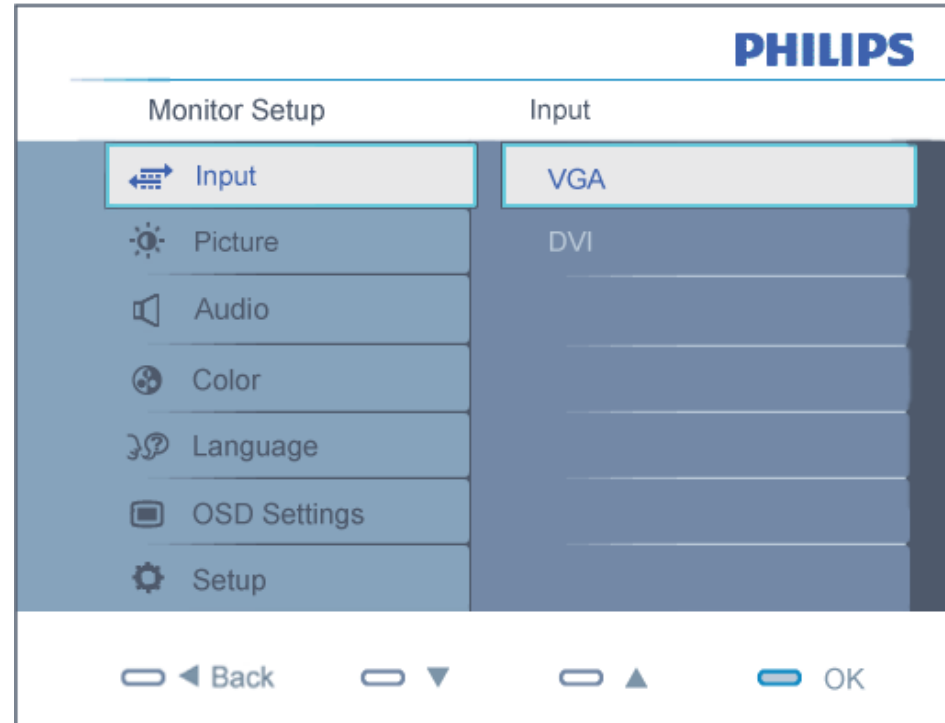 PHILIPS
Monitor Setup
Input
Input
VGA
Picture
DVI
Audio
Color
Language
OSD Settings
Setup
Back
OK